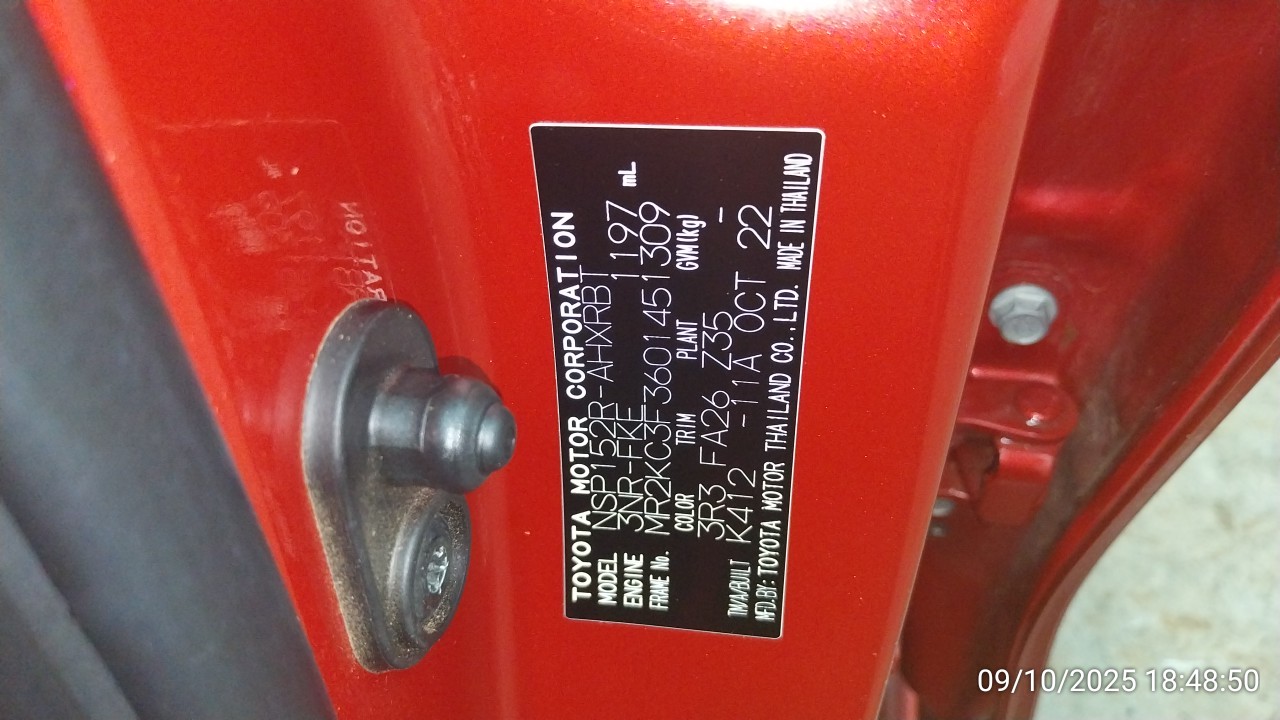 TOYOTA MOTOR CORPORATION
MODEL NSP152R-AHXRBT
ENGINE 3NR-FKE 1197 mL
FRAME No. MR2KC3F3601451309
COLOR TRIM PLANT GVM(kg)
3R3 FA26 Z35 -
TM/A/BUILT K412 -11A OCT 22
MFD.BY: TOYOTA MOTOR THAILAND CO.,LTD. MADE IN THAILAND
09/10/2025 18:48:50